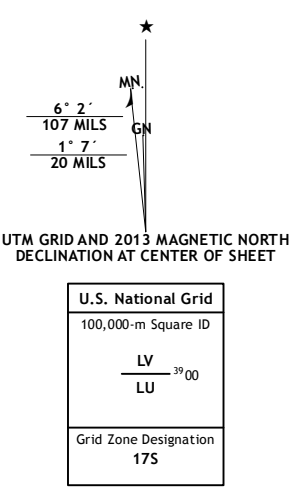 ★
MN
GN
6° 2´
107 MILS
1° 7´
20 MILS
UTM GRID AND 2013 MAGNETIC NORTH
DECLINATION AT CENTER OF SHEET
U.S. National Grid
100,000-m Square ID
LV
³⁹00
LU
Grid Zone Designation
17S